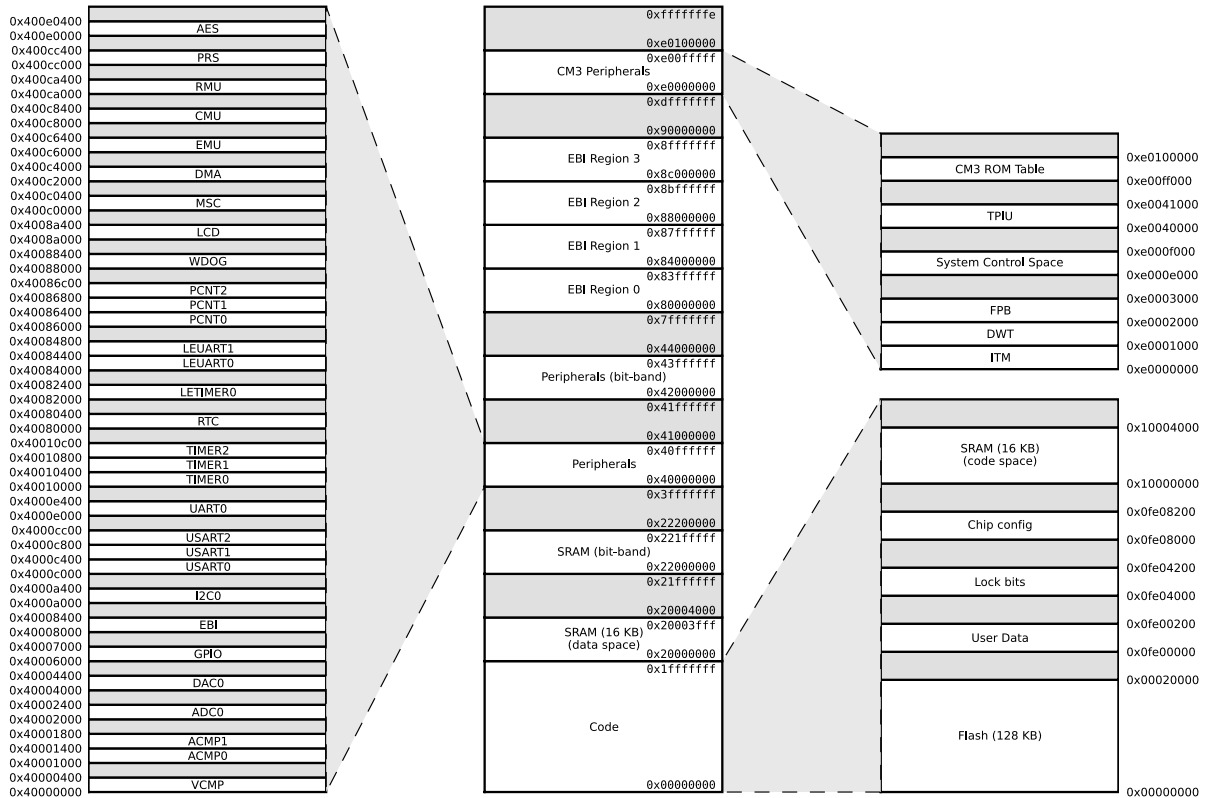 0x400e0400
AES
0x400e0000
0x400cc400
PRS
0x400cc000
0x400ca400
RMU
0x400ca000
0x400c8400
CMU
0x400c8000
0x400c6400
EMU
0x400c6000
0x400c4000
DMA
0x400c2000
0x400c0400
MSC
0x400c0000
0x4008a400
LCD
0x4008a000
0x40088400
WDOG
0x40088000
0x40086c00
PCNT2
0x40086800
PCNT1
0x40086400
PCNT0
0x40086000
0x40084800
LEUART1
0x40084400
LEUART0
0x40084000
0x40082400
LETIMER0
0x40082000
0x40080400
RTC
0x40080000
0x40010c00
TIMER2
0x40010800
TIMER1
0x40010400
TIMER0
0x40010000
0x4000e400
UART0
0x4000e000
0x4000cc00
USART2
0x4000c800
USART1
0x4000c400
USART0
0x4000c000
0x4000a400
I2C0
0x4000a000
0x40008400
EBI
0x40008000
0x40007000
GPIO
0x40006000
0x40004400
DAC0
0x40004000
0x40002400
ADC0
0x40002000
0x40001800
ACMP1
0x40001400
ACMP0
0x40001000
0x40000400
VCMP
0x40000000
0xfffffffe
0xe0100000
0xe00fffff
CM3 Peripherals
0xe0000000
0xdfffffff
0x90000000
0x8fffffff
EBI Region 3
0x8c000000
0x8bffffff
EBI Region 2
0x88000000
0x87ffffff
EBI Region 1
0x84000000
0x83ffffff
EBI Region 0
0x80000000
0x7fffffff
0x44000000
0x43ffffff
Peripherals (bit-band)
0x42000000
0x41ffffff
0x41000000
0x40ffffff
Peripherals
0x40000000
0x3fffffff
0x22200000
0x221fffff
SRAM (bit-band)
0x22000000
0x21ffffff
0x20004000
0x20003fff
SRAM (16 KB)
(data space)
0x20000000
0x1fffffff
Code
0x00000000
0xe0100000
CM3 ROM Table
0xe00ff000
0xe0041000
TPIU
0xe0040000
0xe000f000
System Control Space
0xe000e000
0xe0003000
FPB
0xe0002000
DWT
0xe0001000
ITM
0xe0000000
0x10004000
SRAM (16 KB)
(code space)
0x10000000
0x0fe08200
Chip config
0x0fe08000
0x0fe04200
Lock bits
0x0fe04000
0x0fe00200
User Data
0x0fe00000
0x00020000
Flash (128 KB)
0x00000000